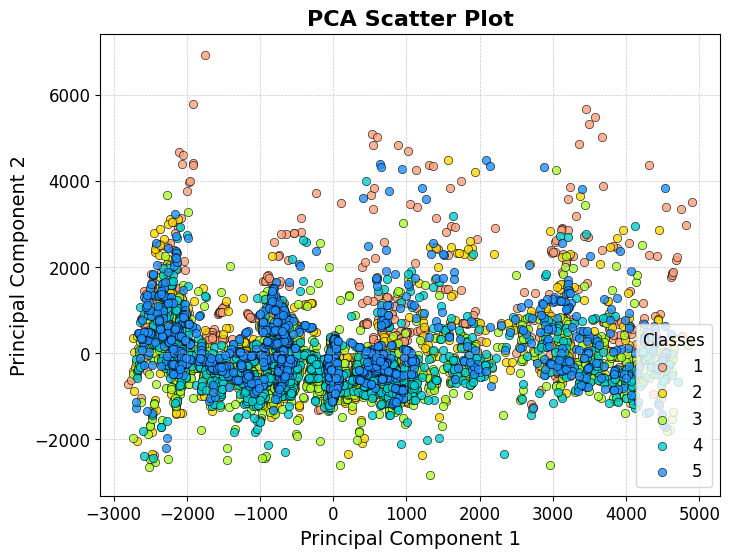 PCA Scatter Plot
6000
4000
2000
0
−2000
Principal Component 2
Classes
1
2
3
4
5
−3000 −2000 −1000 0 1000 2000 3000 4000 5000
Principal Component 1